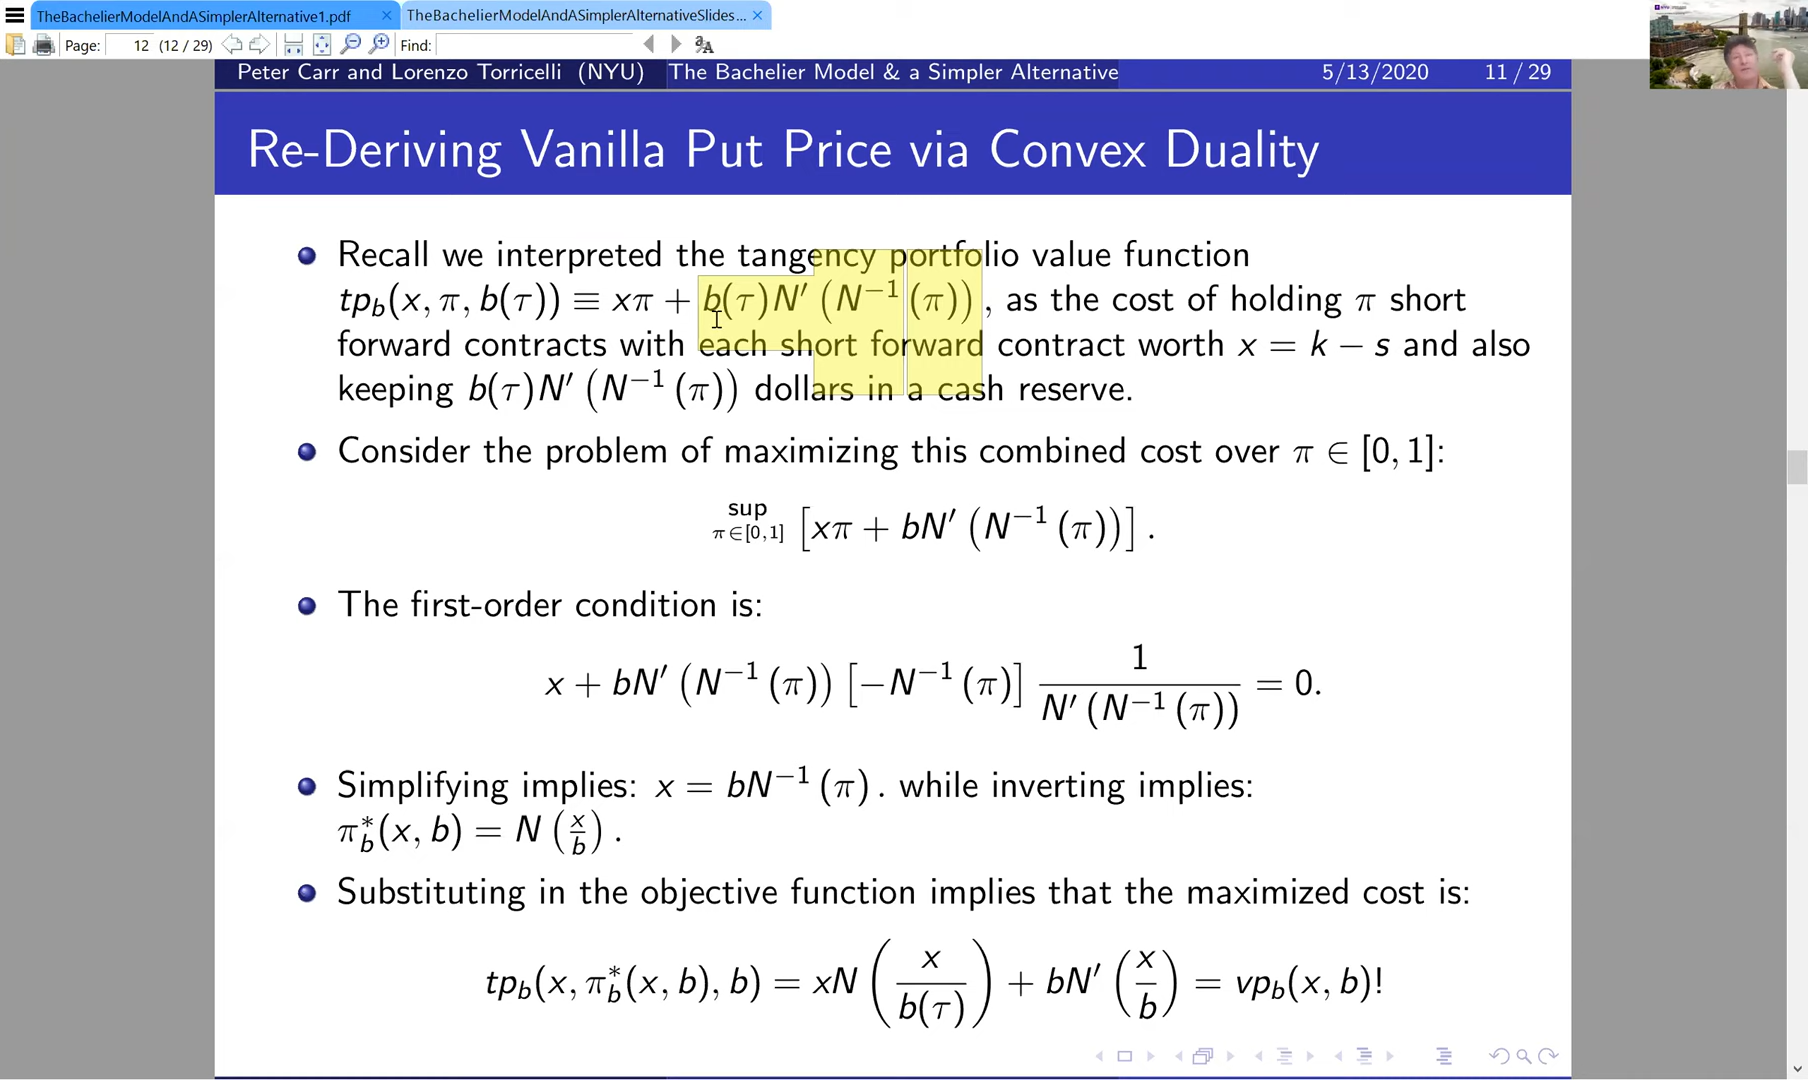 TheBachelierModelAndASimplerAlternative1.pdf × TheBachelierModelAndASimplerAlternativeSlides... ×
Page: 12 (12 / 29) Find:
Peter Carr and Lorenzo Torricelli (NYU) The Bachelier Model & a Simpler Alternative 5/13/2020 11 / 29
Re-Deriving Vanilla Put Price via Convex Duality
Recall we interpreted the tangency portfolio value function
tp_b(x, π, b(τ)) ≡ xπ + b(τ)N′ (N⁻¹ (π)), as the cost of holding π short
forward contracts with each short forward contract worth x = k − s and also
keeping b(τ)N′ (N⁻¹ (π)) dollars in a cash reserve.
Consider the problem of maximizing this combined cost over π ∈ [0, 1]:
sup_{π∈[0,1]} [xπ + bN′ (N⁻¹ (π))] .
The first-order condition is:
x + bN′ (N⁻¹ (π)) [−N⁻¹ (π)] 1 / N′ (N⁻¹ (π)) = 0.
Simplifying implies: x = bN⁻¹ (π) . while inverting implies:
π*_b(x, b) = N (x/b) .
Substituting in the objective function implies that the maximized cost is:
tp_b(x, π*_b(x, b), b) = xN (x / b(τ)) + bN′ (x/b) = vp_b(x, b)!